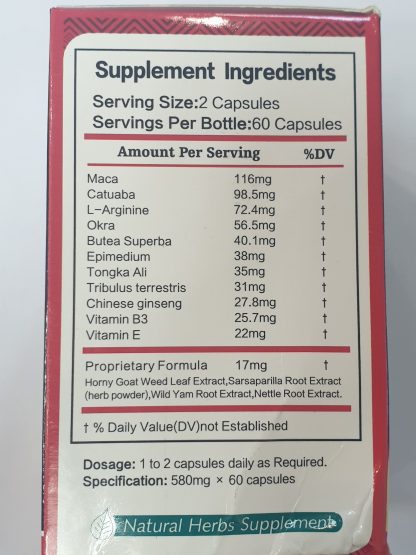 Supplement Ingredients
Serving Size:2 Capsules
Servings Per Bottle:60 Capsules
Amount Per Serving %DV
Maca 116mg †
Catuaba 98.5mg †
L-Arginine 72.4mg †
Okra 56.5mg †
Butea Superba 40.1mg †
Epimedium 38mg †
Tongka Ali 35mg †
Tribulus terrestris 31mg †
Chinese ginseng 27.8mg †
Vitamin B3 25.7mg †
Vitamin E 22mg †
Proprietary Formula 17mg †
Horny Goat Weed Leaf Extract,Sarsaparilla Root Extract
(herb powder),Wild Yam Root Extract,Nettle Root Extract.
† % Daily Value(DV)not Established
Dosage: 1 to 2 capsules daily as Required.
Specification: 580mg × 60 capsules
Natural Herbs Supplement